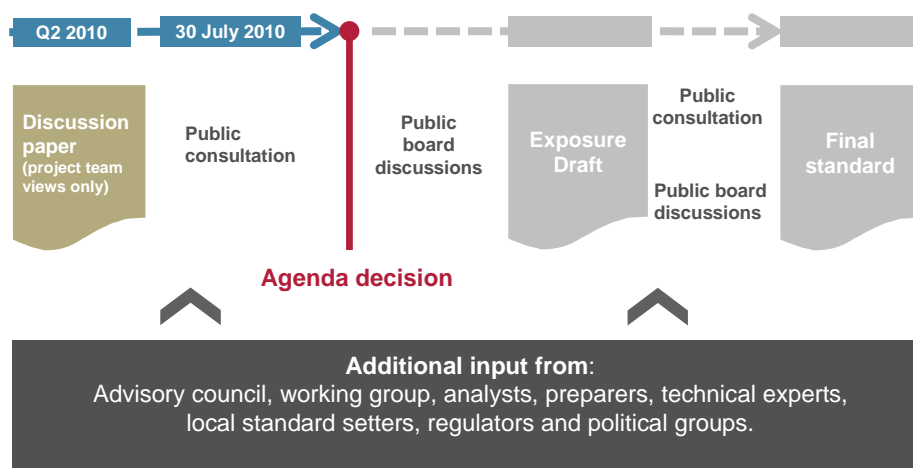 Q2 2010
30 July 2010
Discussion
paper
(project team
views only)
Public
consultation
Public
board
discussions
Exposure
Draft
Public
consultation
Public board
discussions
Final
standard
Agenda decision
Additional input from:
Advisory council, working group, analysts, preparers, technical experts,
local standard setters, regulators and political groups.